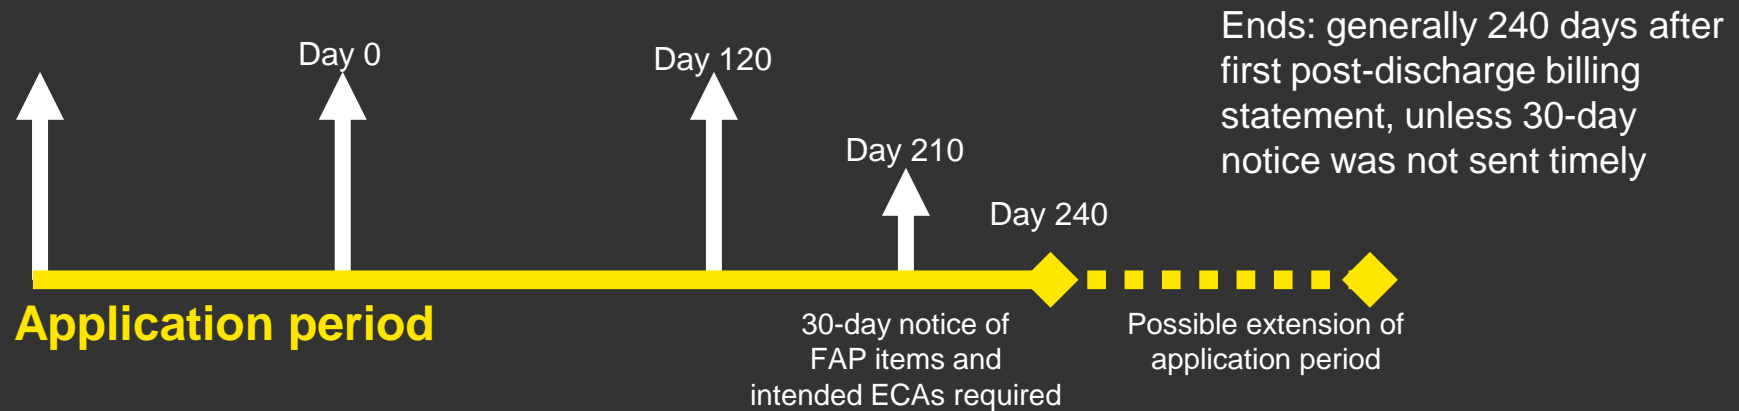 Day 0
Day 120
Day 210
Day 240
Ends: generally 240 days after
first post-discharge billing
statement, unless 30-day
notice was not sent timely
Application period
30-day notice of
FAP items and
intended ECAs required
Possible extension of
application period